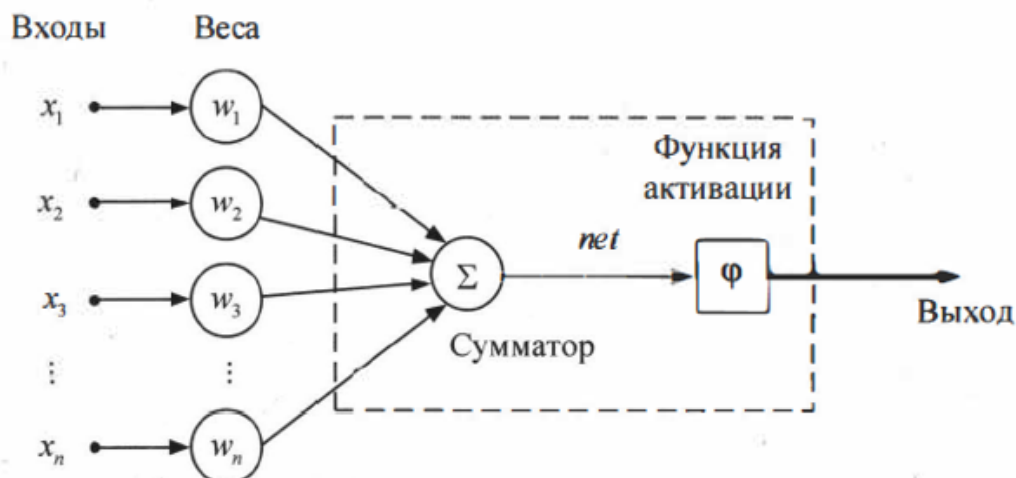 Входы Веса
x₁ w₁
Функция
активации
x₂ w₂
net
Σ φ
x₃ w₃
Выход
Сумматор
⋮ ⋮
xₙ wₙ